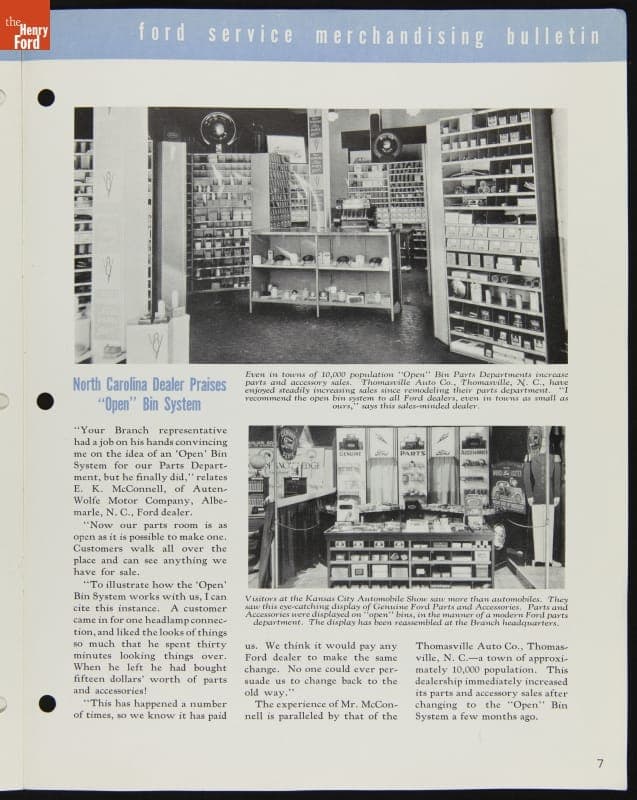 the
Henry
Ford
ford service merchandising bulletin
Even in towns of 10,000 population "Open" Bin Parts Departments increase
parts and accessory sales. Thomasville Auto Co., Thomasville, N. C., have
enjoyed steadily increasing sales since remodeling their parts department. "I
recommend the open bin system to all Ford dealers, even in towns as small as
ours," says this sales-minded dealer.
North Carolina Dealer Praises
"Open" Bin System
"Your Branch representative
had a job on his hands convincing
me on the idea of an 'Open' Bin
System for our Parts Depart-
ment, but he finally did," relates
E. K. McConnell, of Auten-
Wolfe Motor Company, Albe-
marle, N. C., Ford dealer.
"Now our parts room is as
open as it is possible to make one.
Customers walk all over the
place and can see anything we
have for sale.
"To illustrate how the 'Open'
Bin System works with us, I can
cite this instance. A customer
came in for one headlamp connec-
tion, and liked the looks of things
so much that he spent thirty
minutes looking things over.
When he left he had bought
fifteen dollars' worth of parts
and accessories!
"This has happened a number
of times, so we know it has paid
GENUINE
PARTS
ACCESSORIES
Visitors at the Kansas City Automobile Show saw more than automobiles. They
saw this eye-catching display of Genuine Ford Parts and Accessories. Parts and
Accessories were displayed on "open" bins, in the manner of a modern Ford parts
department. The display has been reassembled at the Branch headquarters.
us. We think it would pay any
Ford dealer to make the same
change. No one could ever per-
suade us to change back to the
old way."
The experience of Mr. McCon-
nell is paralleled by that of the
Thomasville Auto Co., Thomas-
ville, N. C.—a town of approxi-
mately 10,000 population. This
dealership immediately increased
its parts and accessory sales after
changing to the "Open" Bin
System a few months ago.
7